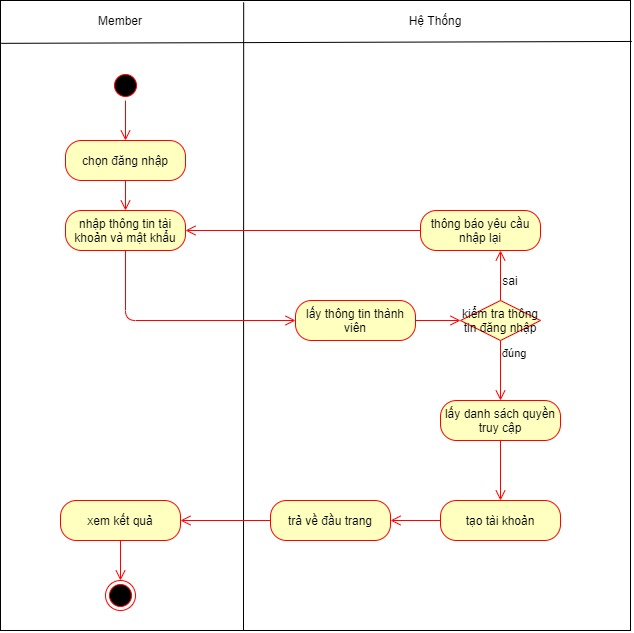 Member
Hệ Thống
chọn đăng nhập
nhập thông tin tài
khoản và mật khẩu
thông báo yêu cầu
nhập lại
sai
lấy thông tin thành
viên
kiểm tra thông
tin đăng nhập
đúng
lấy danh sách quyền
truy cập
xem kết quả
trả về đầu trang
tạo tài khoản